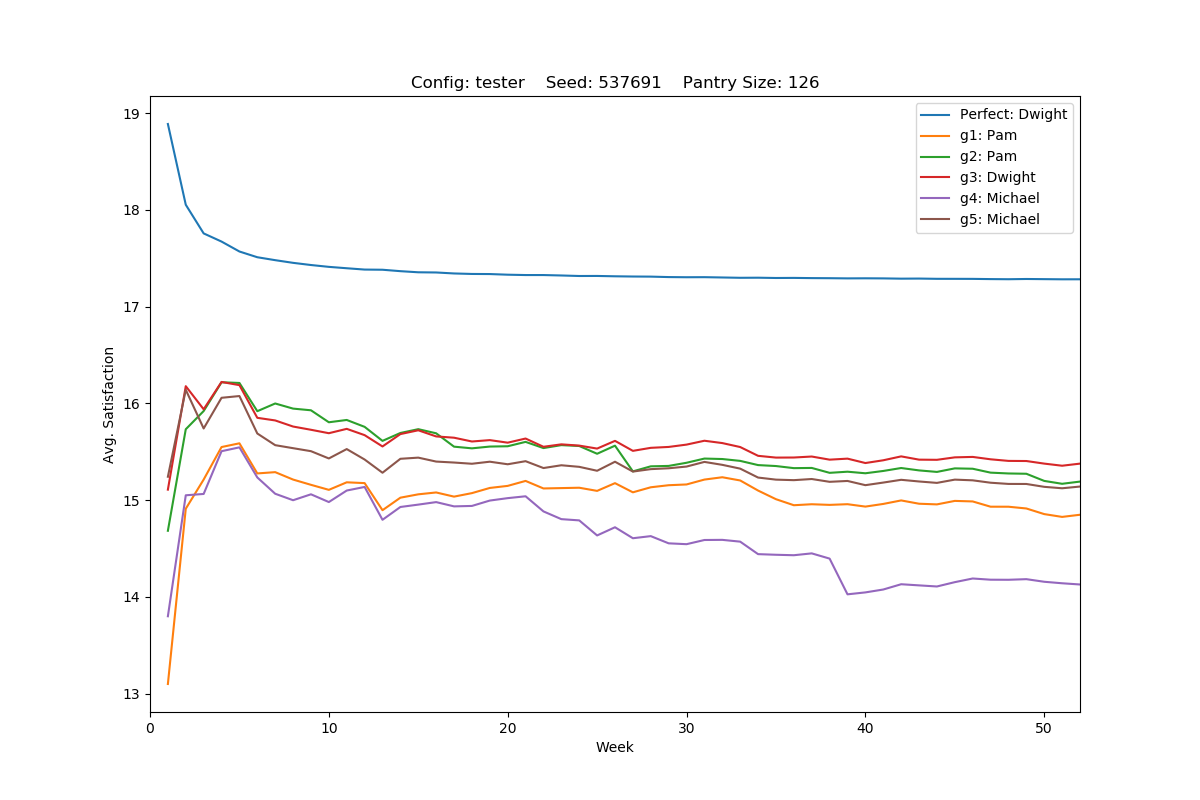 Config: tester    Seed: 537691    Pantry Size: 126
Avg. Satisfaction
19
18
17
16
15
14
13
Perfect: Dwight
g1: Pam
g2: Pam
g3: Dwight
g4: Michael
g5: Michael
0 10 20 30 40 50
Week